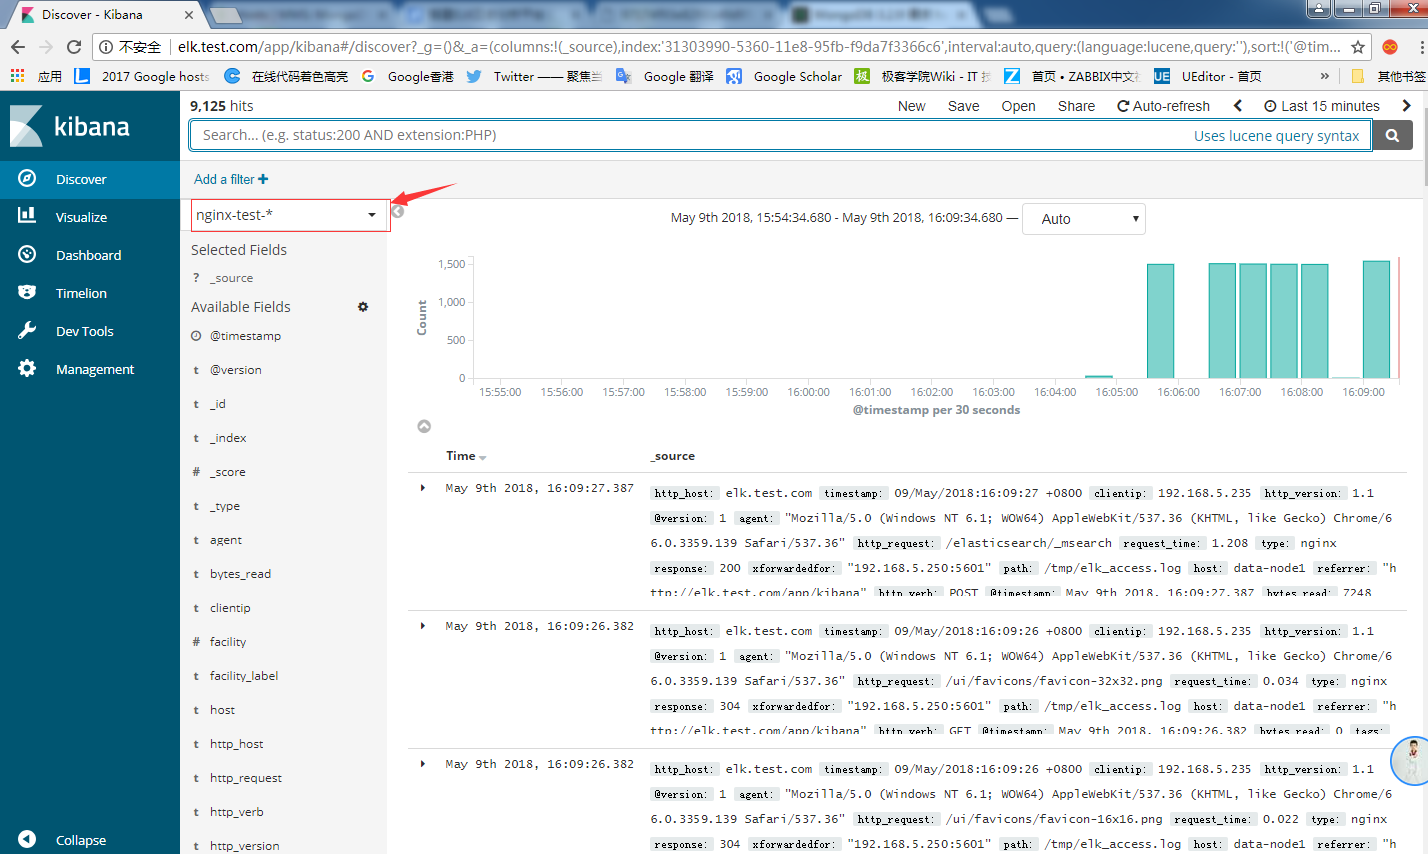 Discover - Kibana
不安全 elk.test.com/app/kibana#/discover?_g=()&_a=(columns:!(_source),index:'31303990-5360-11e8-95fb-f9da7f3366c6',interval:auto,query:(language:lucene,query:''),sort:!('@tim...
应用 2017 Google hosts 在线代码着色高亮 Google香港 Twitter —— 聚焦 Google 翻译 Google Scholar 极客学院Wiki - IT 首页 • ZABBIX中文 UEditor - 首页 » 其他书签
9,125 hits New Save Open Share Auto-refresh Last 15 minutes
kibana
Search... (e.g. status:200 AND extension:PHP) Uses lucene query syntax
Add a filter +
Discover
Visualize
Dashboard
Timelion
Dev Tools
Management
Collapse
nginx-test-*
Selected Fields
? _source
Available Fields
@timestamp
t @version
t _id
t _index
# _score
t _type
t agent
t bytes_read
t clientip
# facility
t facility_label
t host
t http_host
t http_request
t http_verb
t http_version
May 9th 2018, 15:54:34.680 - May 9th 2018, 16:09:34.680 — Auto
Count
1,500
1,000
500
0
15:55:00 15:56:00 15:57:00 15:58:00 15:59:00 16:00:00 16:01:00 16:02:00 16:03:00 16:04:00 16:05:00 16:06:00 16:07:00 16:08:00 16:09:00
@timestamp per 30 seconds
Time _source
May 9th 2018, 16:09:27.387 http_host: elk.test.com timestamp: 09/May/2018:16:09:27 +0800 clientip: 192.168.5.235 http_version: 1.1
@version: 1 agent: "Mozilla/5.0 (Windows NT 6.1; WOW64) AppleWebKit/537.36 (KHTML, like Gecko) Chrome/6
6.0.3359.139 Safari/537.36" http_request: /elasticsearch/_msearch request_time: 1.208 type: nginx
response: 200 xforwardedfor: "192.168.5.250:5601" path: /tmp/elk_access.log host: data-node1 referrer: "h
ttp://elk.test.com/app/kibana" http_verb: POST @timestamp: May 9th 2018, 16:09:27.387 bytes_read: 7248
May 9th 2018, 16:09:26.382 http_host: elk.test.com timestamp: 09/May/2018:16:09:26 +0800 clientip: 192.168.5.235 http_version: 1.1
@version: 1 agent: "Mozilla/5.0 (Windows NT 6.1; WOW64) AppleWebKit/537.36 (KHTML, like Gecko) Chrome/6
6.0.3359.139 Safari/537.36" http_request: /ui/favicons/favicon-32x32.png request_time: 0.034 type: nginx
response: 304 xforwardedfor: "192.168.5.250:5601" path: /tmp/elk_access.log host: data-node1 referrer: "h
ttp://elk.test.com/app/kibana" http_verb: GET @timestamp: May 9th 2018, 16:09:26.382 bytes_read: 0 tags:
May 9th 2018, 16:09:26.382 http_host: elk.test.com timestamp: 09/May/2018:16:09:26 +0800 clientip: 192.168.5.235 http_version: 1.1
@version: 1 agent: "Mozilla/5.0 (Windows NT 6.1; WOW64) AppleWebKit/537.36 (KHTML, like Gecko) Chrome/6
6.0.3359.139 Safari/537.36" http_request: /ui/favicons/favicon-16x16.png request_time: 0.022 type: nginx
response: 304 xforwardedfor: "192.168.5.250:5601" path: /tmp/elk_access.log host: data-node1 referrer: "h